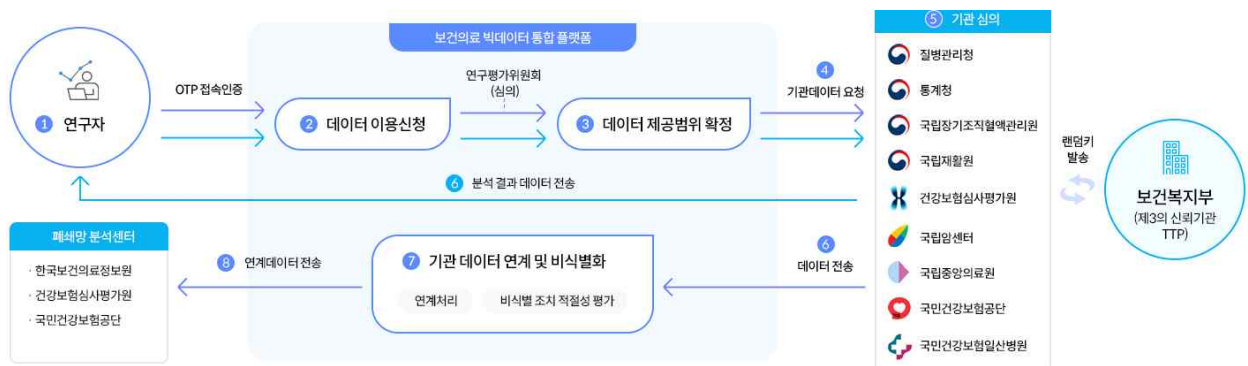 보건의료 빅데이터 통합 플랫폼
1 연구자
OTP 접속인증
2 데이터 이용신청
연구평가위원회
(심의)
3 데이터 제공범위 확정
4
기관데이터 요청
5 기관 심의
질병관리청
통계청
국립장기조직혈액관리원
국립재활원
건강보험심사평가원
국립암센터
국립중앙의료원
국민건강보험공단
국민건강보험일산병원
랜덤키
발송
보건복지부
(제3의 신뢰기관
TTP)
6 분석 결과 데이터 전송
6
데이터 전송
7 기관 데이터 연계 및 비식별화
연계처리
비식별 조치 적절성 평가
8 연계데이터 전송
폐쇄망 분석센터
· 한국보건의료정보원
· 건강보험심사평가원
· 국민건강보험공단